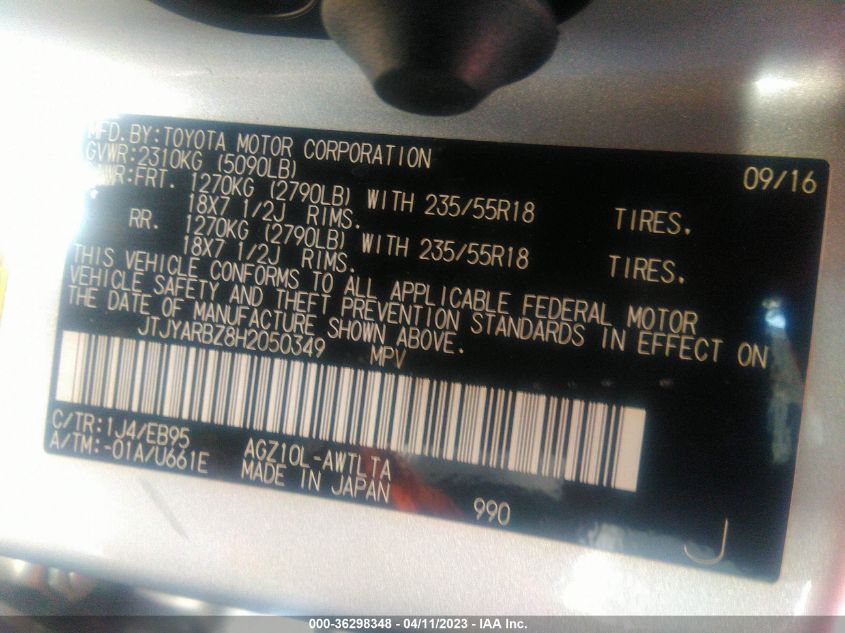 MFD.BY:TOYOTA MOTOR CORPORATION 09/16
GVWR:2310KG (5090LB)
WR:FRT. 1270KG (2790LB) WITH 235/55R18 TIRES.
18X7 1/2J RIMS.
RR. 1270KG (2790LB) WITH 235/55R18 TIRES.
18X7 1/2J RIMS.
THIS VEHICLE CONFORMS TO ALL APPLICABLE FEDERAL MOTOR
VEHICLE SAFETY AND THEFT PREVENTION STANDARDS IN EFFECT ON
THE DATE OF MANUFACTURE SHOWN ABOVE.
JTJYARBZ8H2050349 MPV
C/TR:1J4/EB95 AGZ10L-AWTLTA
A/TM:-01A/U661E MADE IN JAPAN 990
J
000-36298348 - 04/11/2023 - IAA Inc.